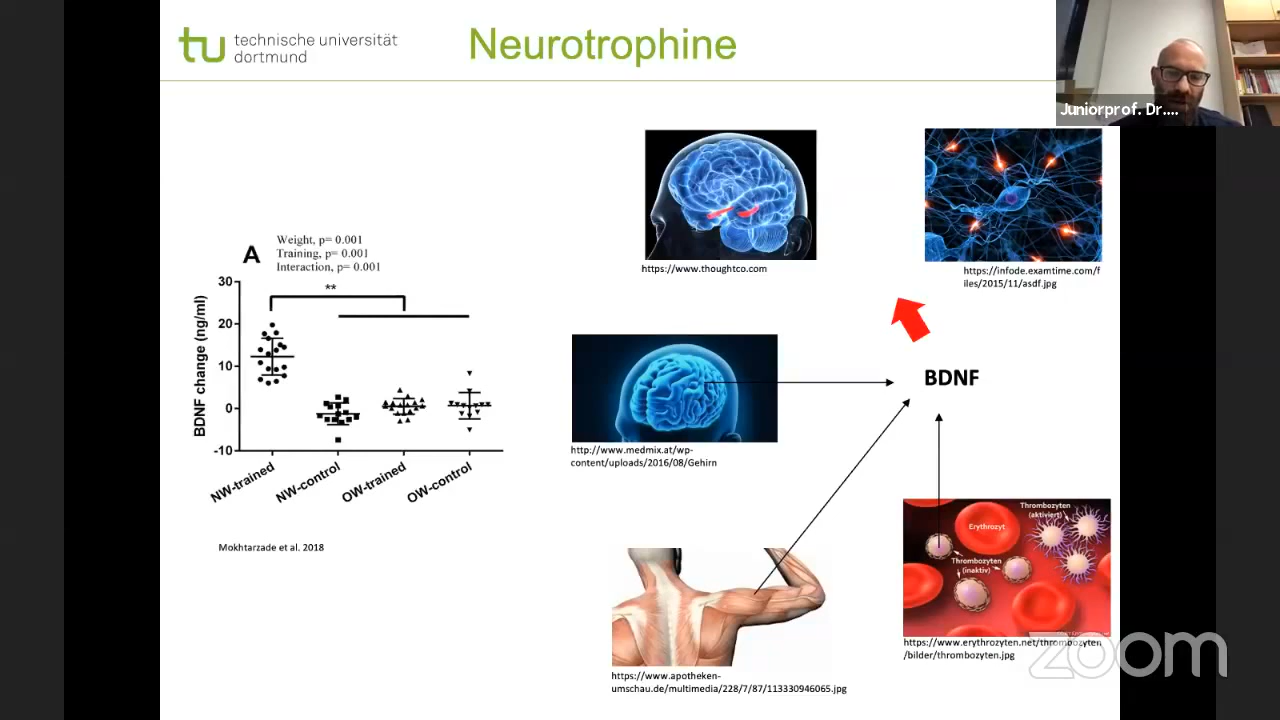 technische universität
dortmund
Neurotrophine
Juniorprof. Dr....
https://www.thoughtco.com
https://infode.examtime.com/f
iles/2015/11/asdf.jpg
A
Weight, p= 0.001
Training, p= 0.001
Interaction, p= 0.001
**
BDNF change (ng/ml)
30
20
10
0
-10
NW-trained
NW-control
OW-trained
OW-control
Mokhtarzade et al. 2018
http://www.medmix.at/wp-
content/uploads/2016/08/Gehirn
BDNF
Thrombozyten
(aktiviert)
Erythrozyt
Thrombozyten
(inaktiv)
https://www.erythrozyten.net/thrombozyten
/bilder/thrombozyten.jpg
https://www.apotheken-
umschau.de/multimedia/228/7/87/113330946065.jpg
zoom